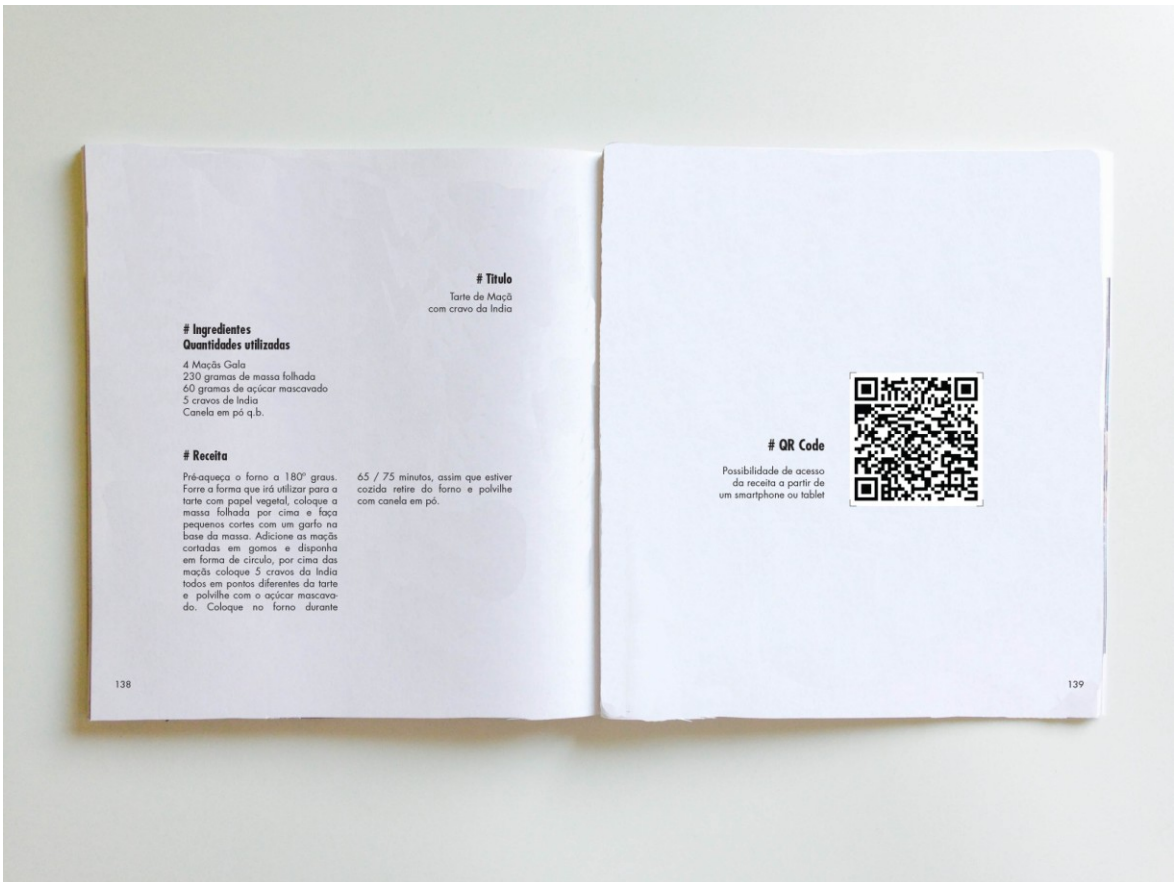 # Titulo
Tarte de Maçã
com cravo da India
# Ingredientes
Quantidades utilizadas
4 Maçãs Gala
230 gramas de massa folhada
60 gramas de açúcar mascavado
5 cravos de India
Canela em pó q.b.
# Receita
Pré-aqueça o forno a 180º graus.
Forre a forma que irá utilizar para a
tarte com papel vegetal, coloque a
massa folhada por cima e faça
pequenos cortes com um garfo na
base da massa. Adicione as maçãs
cortadas em gomos e disponha
em forma de circulo, por cima das
maçãs coloque 5 cravos da India
todos em pontos diferentes da tarte
e polvilhe com o açúcar mascava-
do. Coloque no forno durante
65 / 75 minutos, assim que estiver
cozida retire do forno e polvilhe
com canela em pó.
138
# QR Code
Possibilidade de acesso
da receita a partir de
um smartphone ou tablet
139